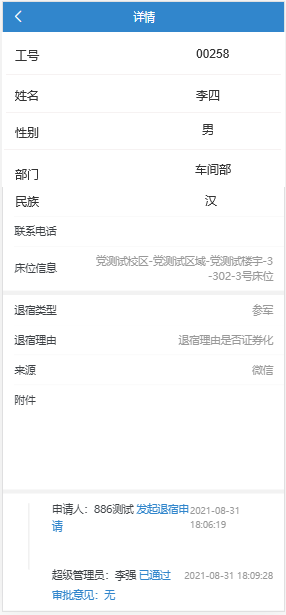 详情
工号 00258
姓名 李四
性别 男
部门 车间部
民族 汉
联系电话
床位信息 党测试校区-党测试区域-党测试楼宇-3
-302-3号床位
退宿类型 参军
退宿理由 退宿理由是否证券化
来源 微信
附件
申请人：886测试 发起退宿申 2021-08-31
请 18:06:19
超级管理员：李强 已通过 2021-08-31 18:09:28
审批意见：无